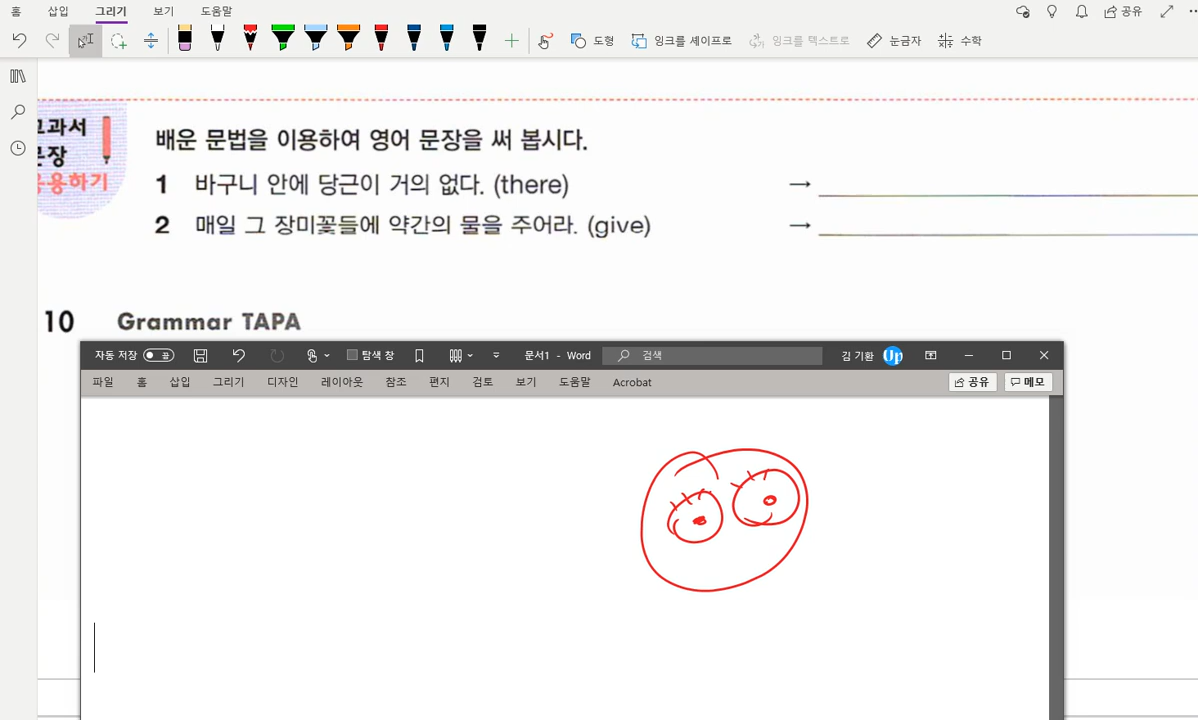 홈 삽입 그리기 보기 도움말 공유
도형 잉크를 셰이프로 잉크를 텍스트로 눈금자 수학
교과서
문장
응용하기
배운 문법을 이용하여 영어 문장을 써 봅시다.
1 바구니 안에 당근이 거의 없다. (there) →
2 매일 그 장미꽃들에 약간의 물을 주어라. (give) →
10 Grammar TAPA
자동 저장 끔 탐색 창 문서1 - Word 검색 김 기환 Up
파일 홈 삽입 그리기 디자인 레이아웃 참조 편지 검토 보기 도움말 Acrobat 공유 메모